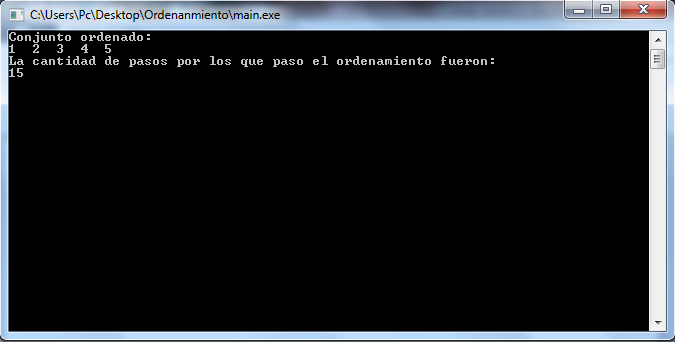 C:\Users\Pc\Desktop\Ordenanmiento\main.exe
Conjunto ordenado:
1 2 3 4 5
La cantidad de pasos por los que paso el ordenamiento fueron:
15